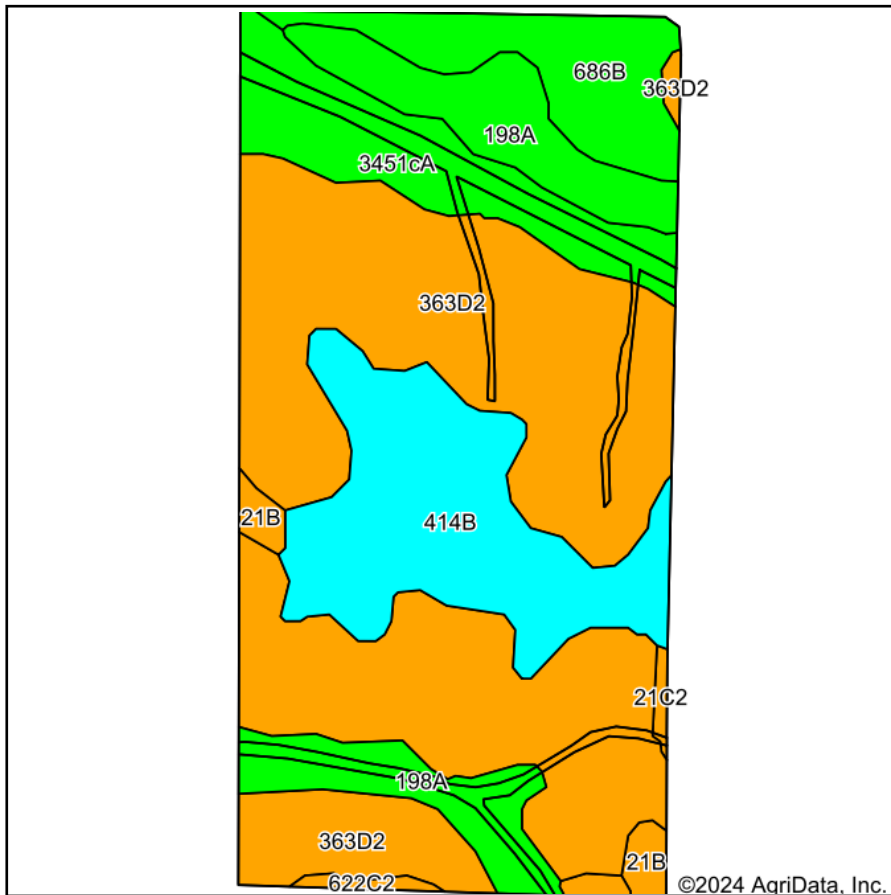 686B
363D2
198A
3451cA
363D2
21B
414B
21C2
198A
363D2
21B
622C2
©2024 AgriData, Inc.